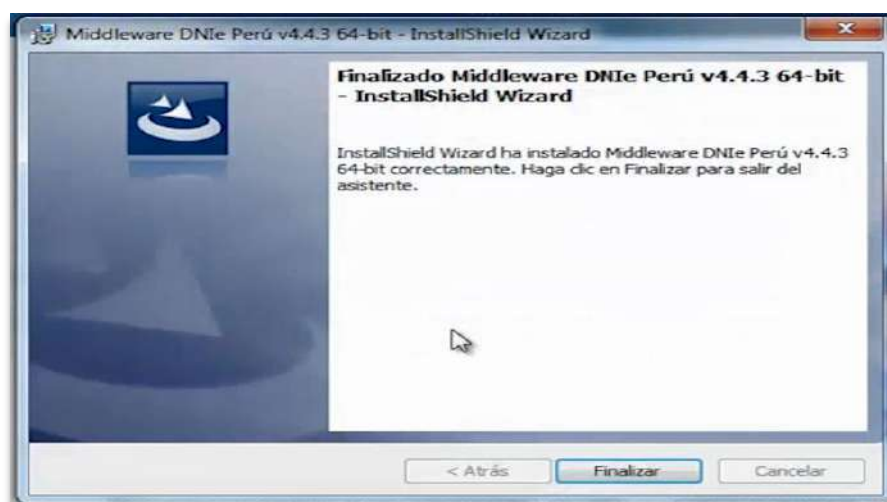 Middleware DNIe Perú v4.4.3 64-bit - InstallShield Wizard
Finalizado Middleware DNIe Perú v4.4.3 64-bit
- InstallShield Wizard
InstallShield Wizard ha instalado Middleware DNIe Perú v4.4.3
64-bit correctamente. Haga clic en Finalizar para salir del
asistente.
< Atrás
Finalizar
Cancelar